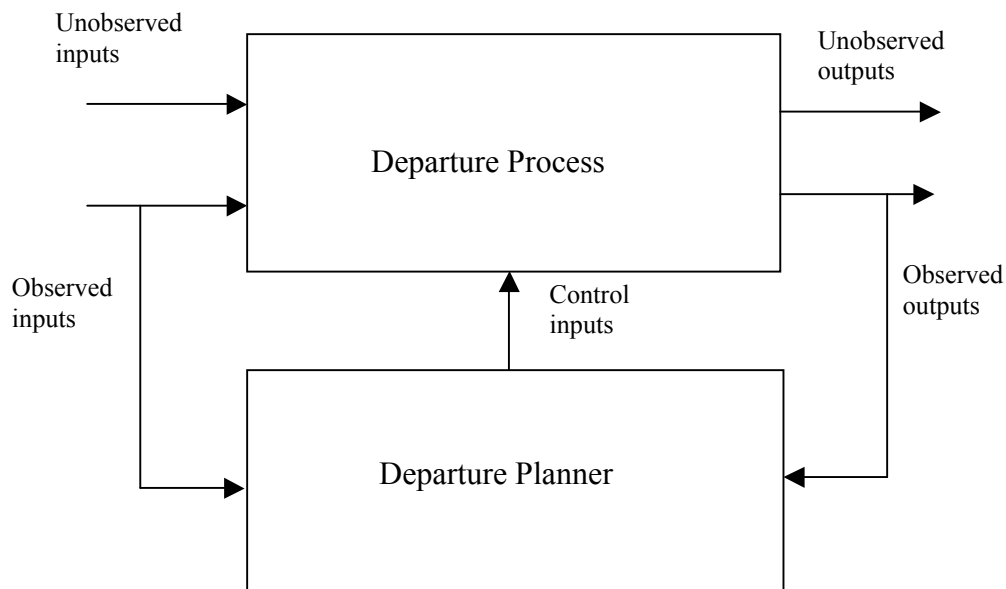 Unobserved
inputs
Unobserved
outputs
Departure Process
Observed
inputs
Control
inputs
Observed
outputs
Departure Planner